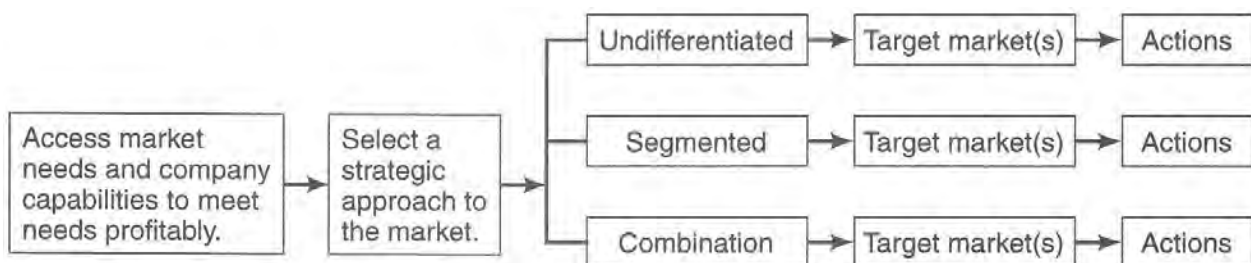 Undifferentiated
Target market(s)
Actions
Access market
needs and company
capabilities to meet
needs profitably.
Select a
strategic
approach to
the market.
Segmented
Target market(s)
Actions
Combination
Target market(s)
Actions